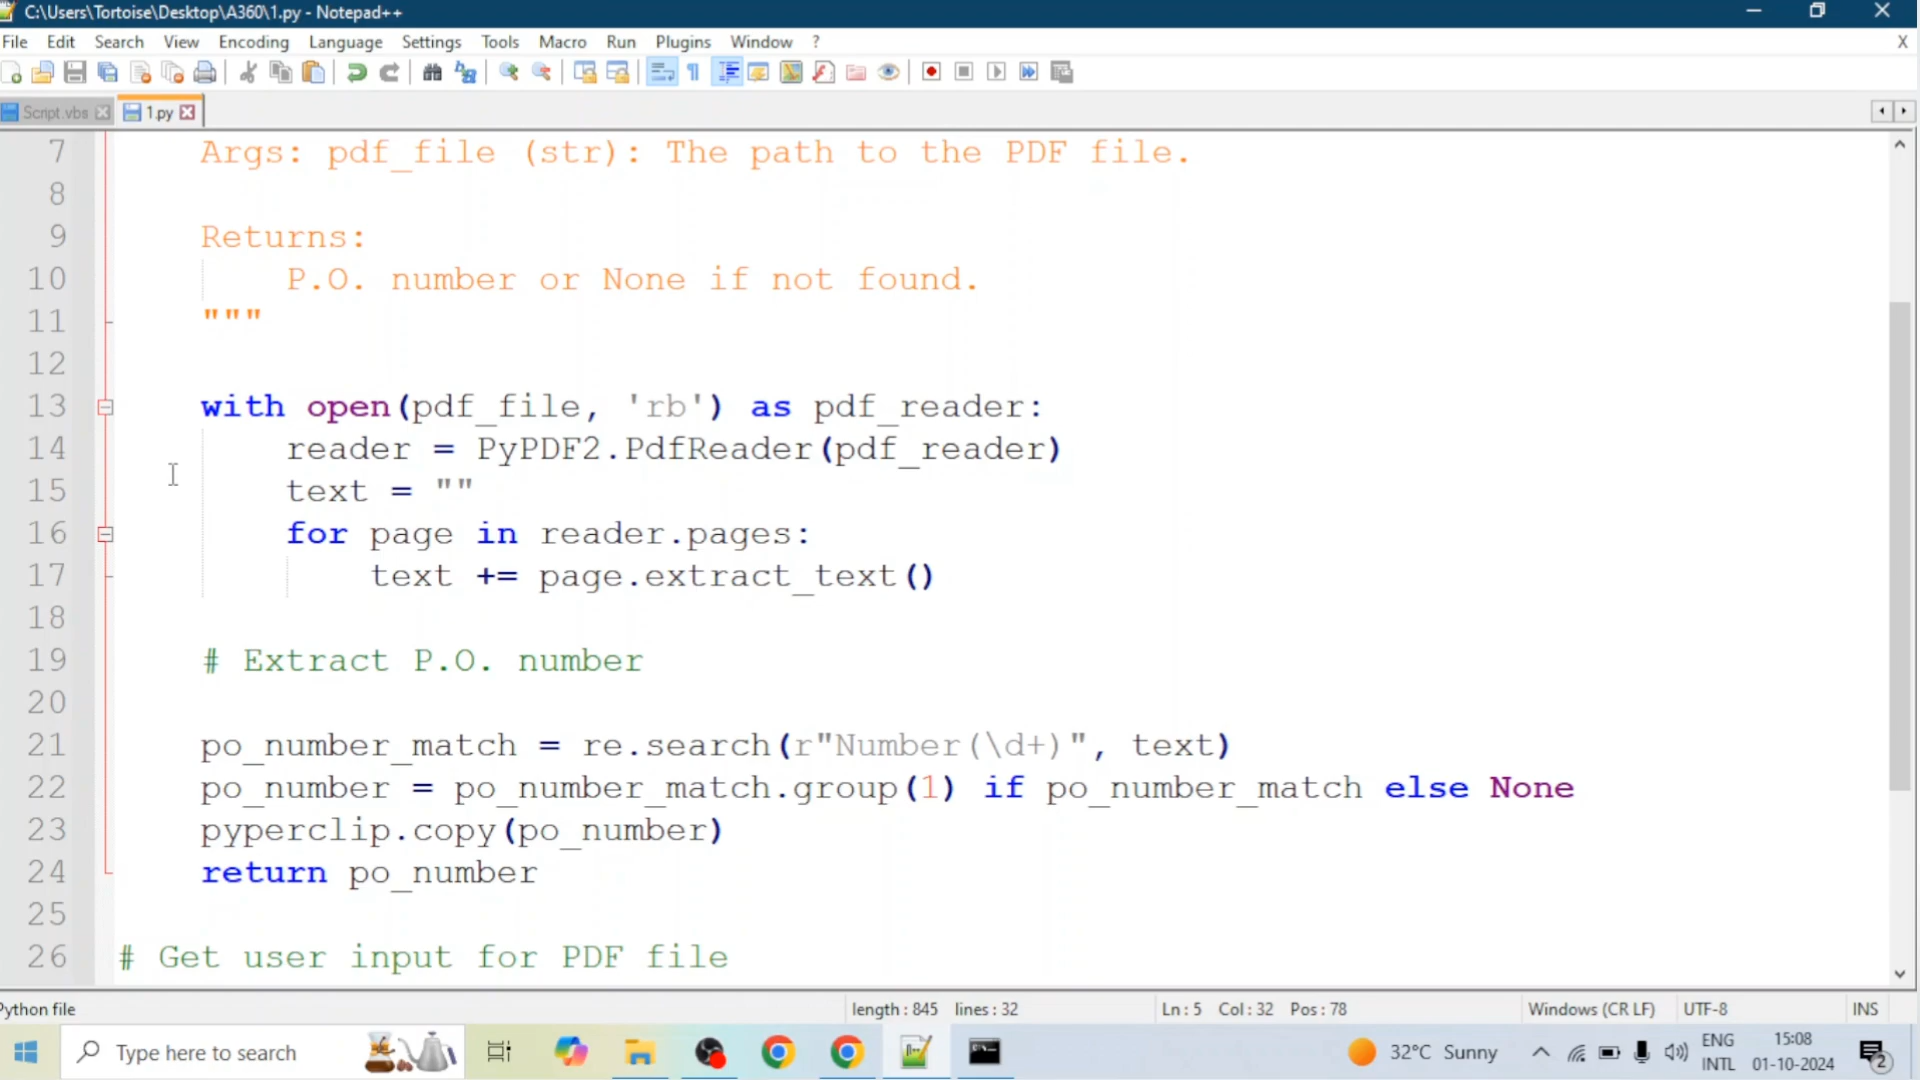 C:\Users\Tortoise\Desktop\A360\1.py - Notepad++
File Edit Search View Encoding Language Settings Tools Macro Run Plugins Window ? X
Script.vbs 1.py
7 Args: pdf_file (str): The path to the PDF file.
8
9 Returns:
10 P.O. number or None if not found.
11 """
12
13 with open(pdf_file, 'rb') as pdf_reader:
14 reader = PyPDF2.PdfReader(pdf_reader)
15 text = ""
16 for page in reader.pages:
17 text += page.extract_text()
18
19 # Extract P.O. number
20
21 po_number_match = re.search(r"Number(\d+)", text)
22 po_number = po_number_match.group(1) if po_number_match else None
23 pyperclip.copy(po_number)
24 return po_number
25
26 # Get user input for PDF file
Python file length : 845 lines : 32 Ln : 5 Col : 32 Pos : 78 Windows (CR LF) UTF-8 INS
Type here to search 32°C Sunny ENG INTL 15:08 01-10-2024 2